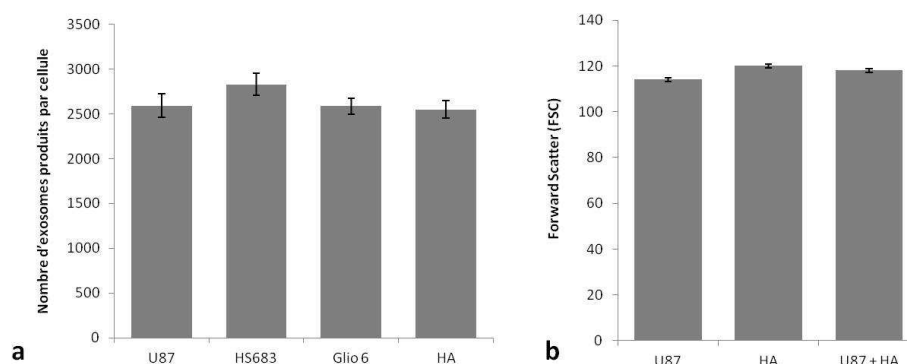 Nombre d'exosomes produits par cellule
3500
3000
2500
2000
1500
1000
500
0
U87 HS683 Glio 6 HA
a
Forward Scatter (FSC)
140
120
100
80
60
40
20
0
U87 HA U87 + HA
b